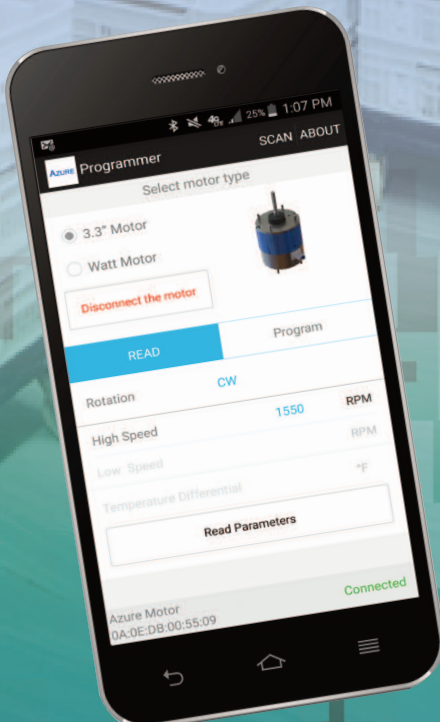 4G LTE 25% 1:07 PM
AZURE Programmer SCAN ABOUT
Select motor type
3.3" Motor
Watt Motor
Disconnect the motor
READ Program
Rotation CW
High Speed 1550 RPM
Low Speed RPM
Temperature Differential °F
Read Parameters
Azure Motor Connected
0A:0E:DB:00:55:09